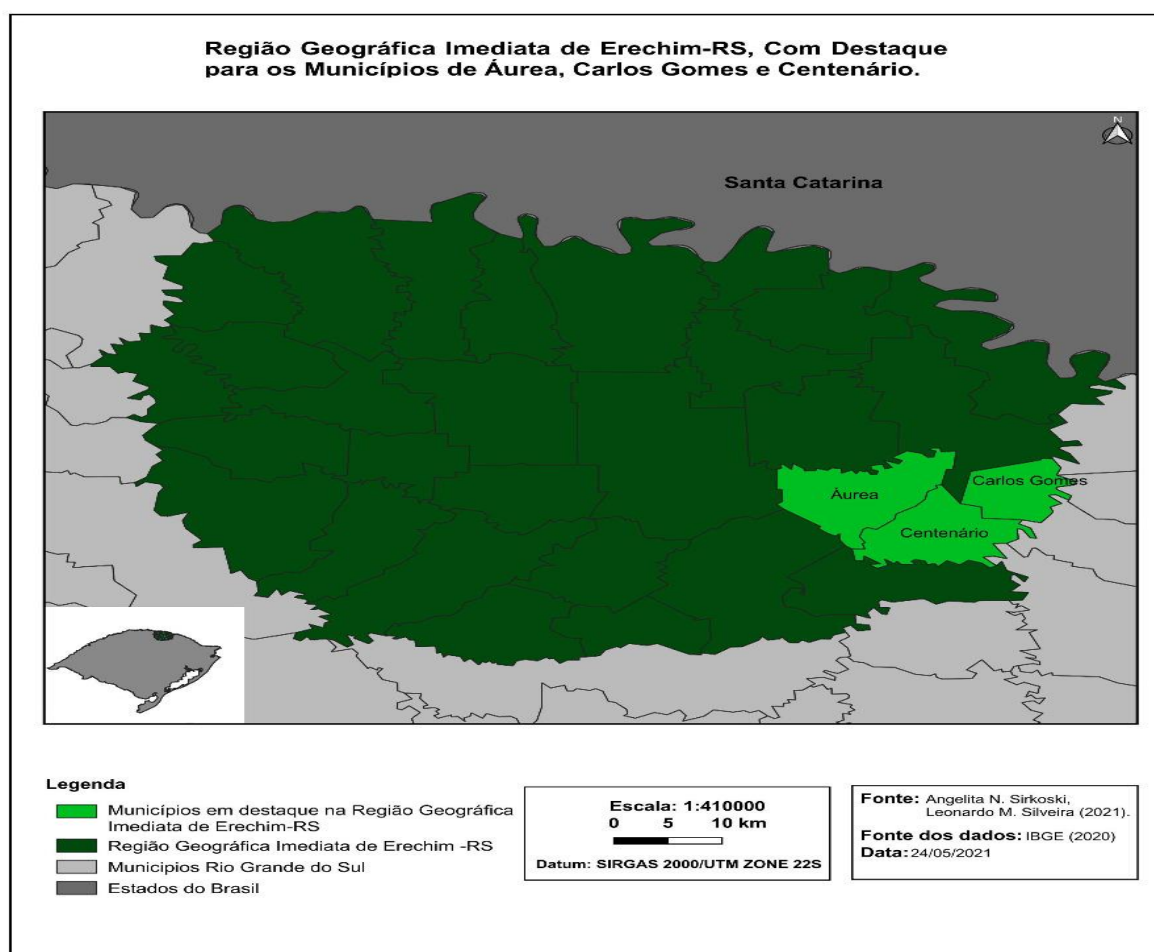 Região Geográfica Imediata de Erechim-RS, Com Destaque
para os Municípios de Áurea, Carlos Gomes e Centenário.
N
Santa Catarina
Carlos Gomes
Áurea
Centenário
Legenda
Municípios em destaque na Região Geográfica
Imediata de Erechim-RS
Região Geográfica Imediata de Erechim -RS
Municipios Rio Grande do Sul
Estados do Brasil
Escala: 1:410000
0 5 10 km
Datum: SIRGAS 2000/UTM ZONE 22S
Fonte: Angelita N. Sirkoski,
Leonardo M. Silveira (2021).
Fonte dos dados: IBGE (2020)
Data: 24/05/2021